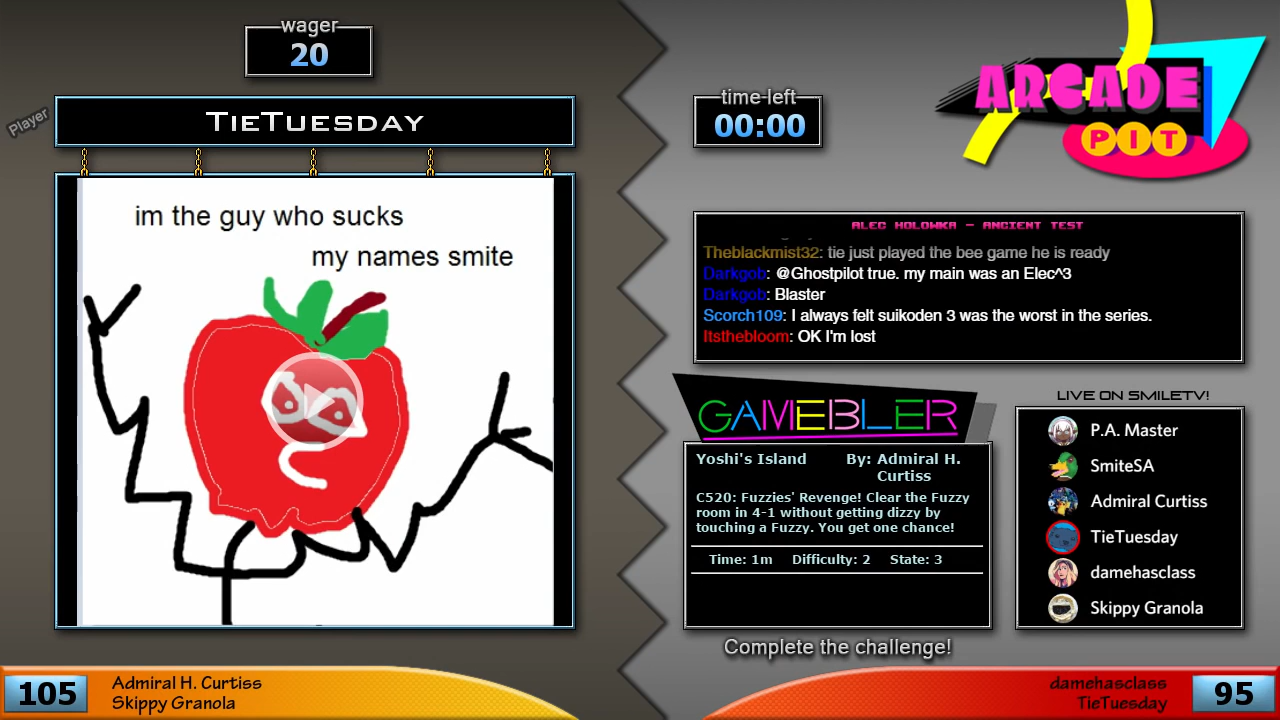 wager
20
Player
TieTuesday
im the guy who sucks
my names smite
time left
00:00
ARCADE
PIT
ALEC HOLOWKA - ANCIENT TEST
Theblackmist32: tie just played the bee game he is ready
Darkgob: @Ghostpilot true. my main was an Elec^3
Darkgob: Blaster
Scorch109: I always felt suikoden 3 was the worst in the series.
Itsthebloom: OK I'm lost
GAMEBLER
Yoshi's Island By: Admiral H.
Curtiss
C520: Fuzzies' Revenge! Clear the Fuzzy
room in 4-1 without getting dizzy by
touching a Fuzzy. You get one chance!
Time: 1m Difficulty: 2 State: 3
Complete the challenge!
LIVE ON SMILETV!
P.A. Master
SmiteSA
Admiral Curtiss
TieTuesday
damehasclass
Skippy Granola
105
Admiral H. Curtiss
Skippy Granola
damehasclass
TieTuesday
95